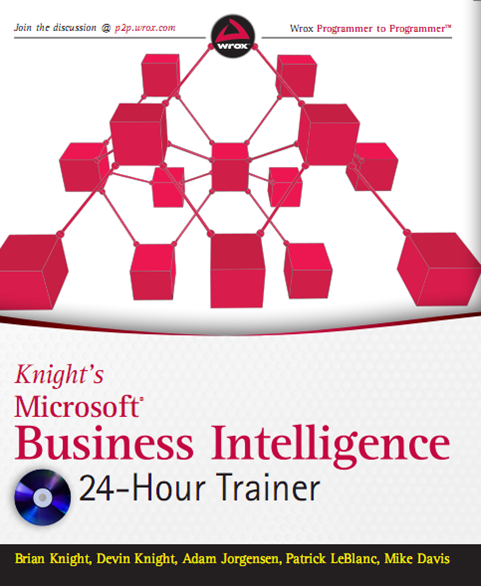 Join the discussion @ p2p.wrox.com
Wrox Programmer to Programmer™
wrox™
Knight's
Microsoft®
Business Intelligence
24-Hour Trainer
Brian Knight, Devin Knight, Adam Jorgensen, Patrick LeBlanc, Mike Davis